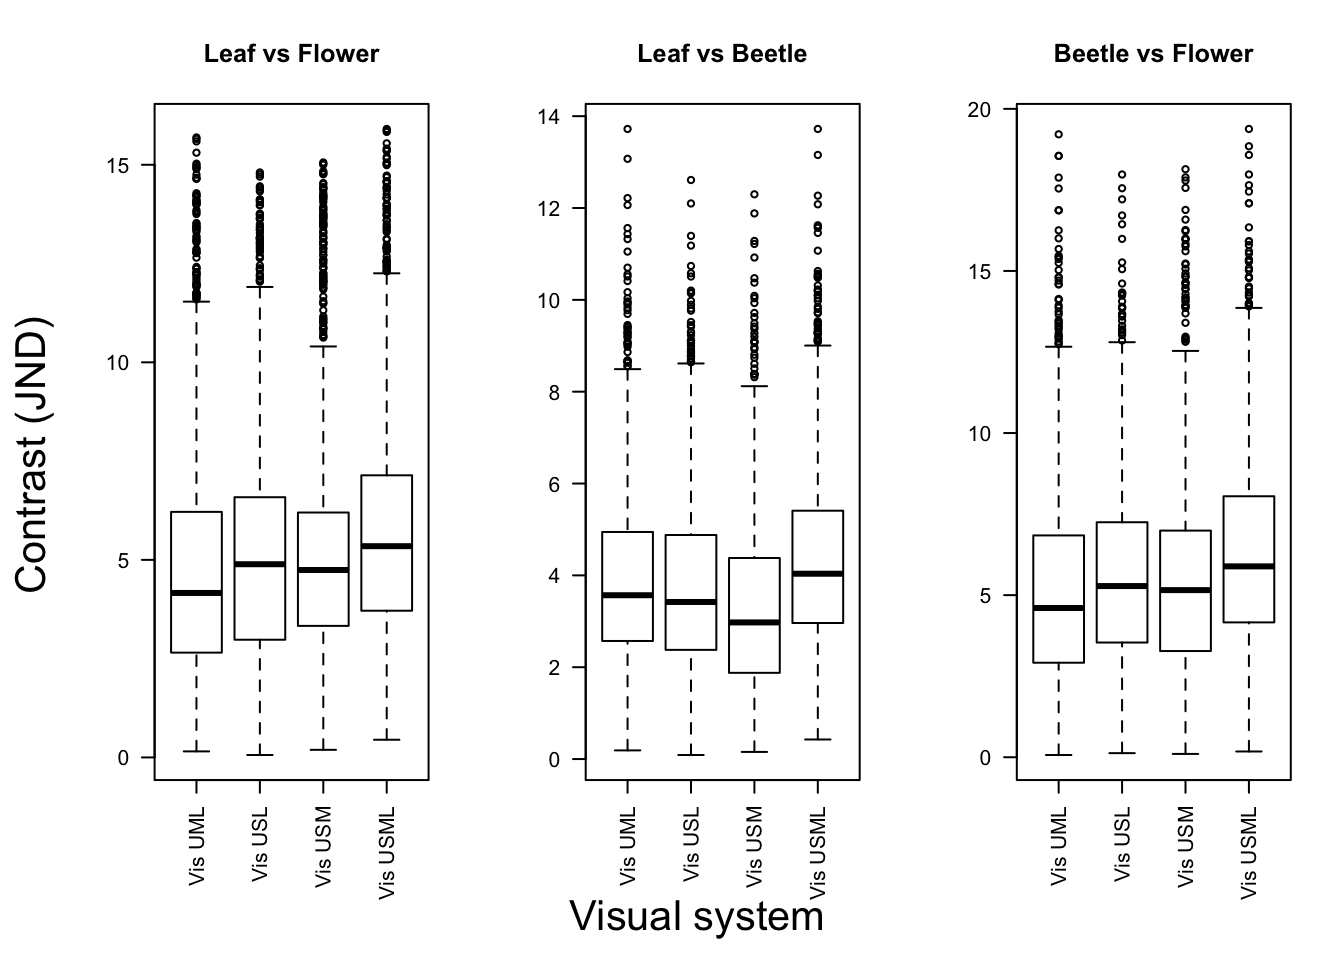 Leaf vs Flower
Leaf vs Beetle
Beetle vs Flower
Contrast (JND)
15
10
5
0
Vis UML
Vis USL
Vis USM
Vis USML
14
12
10
8
6
4
2
0
Vis UML
Vis USL
Vis USM
Vis USML
20
15
10
5
0
Vis UML
Vis USL
Vis USM
Vis USML
Visual system